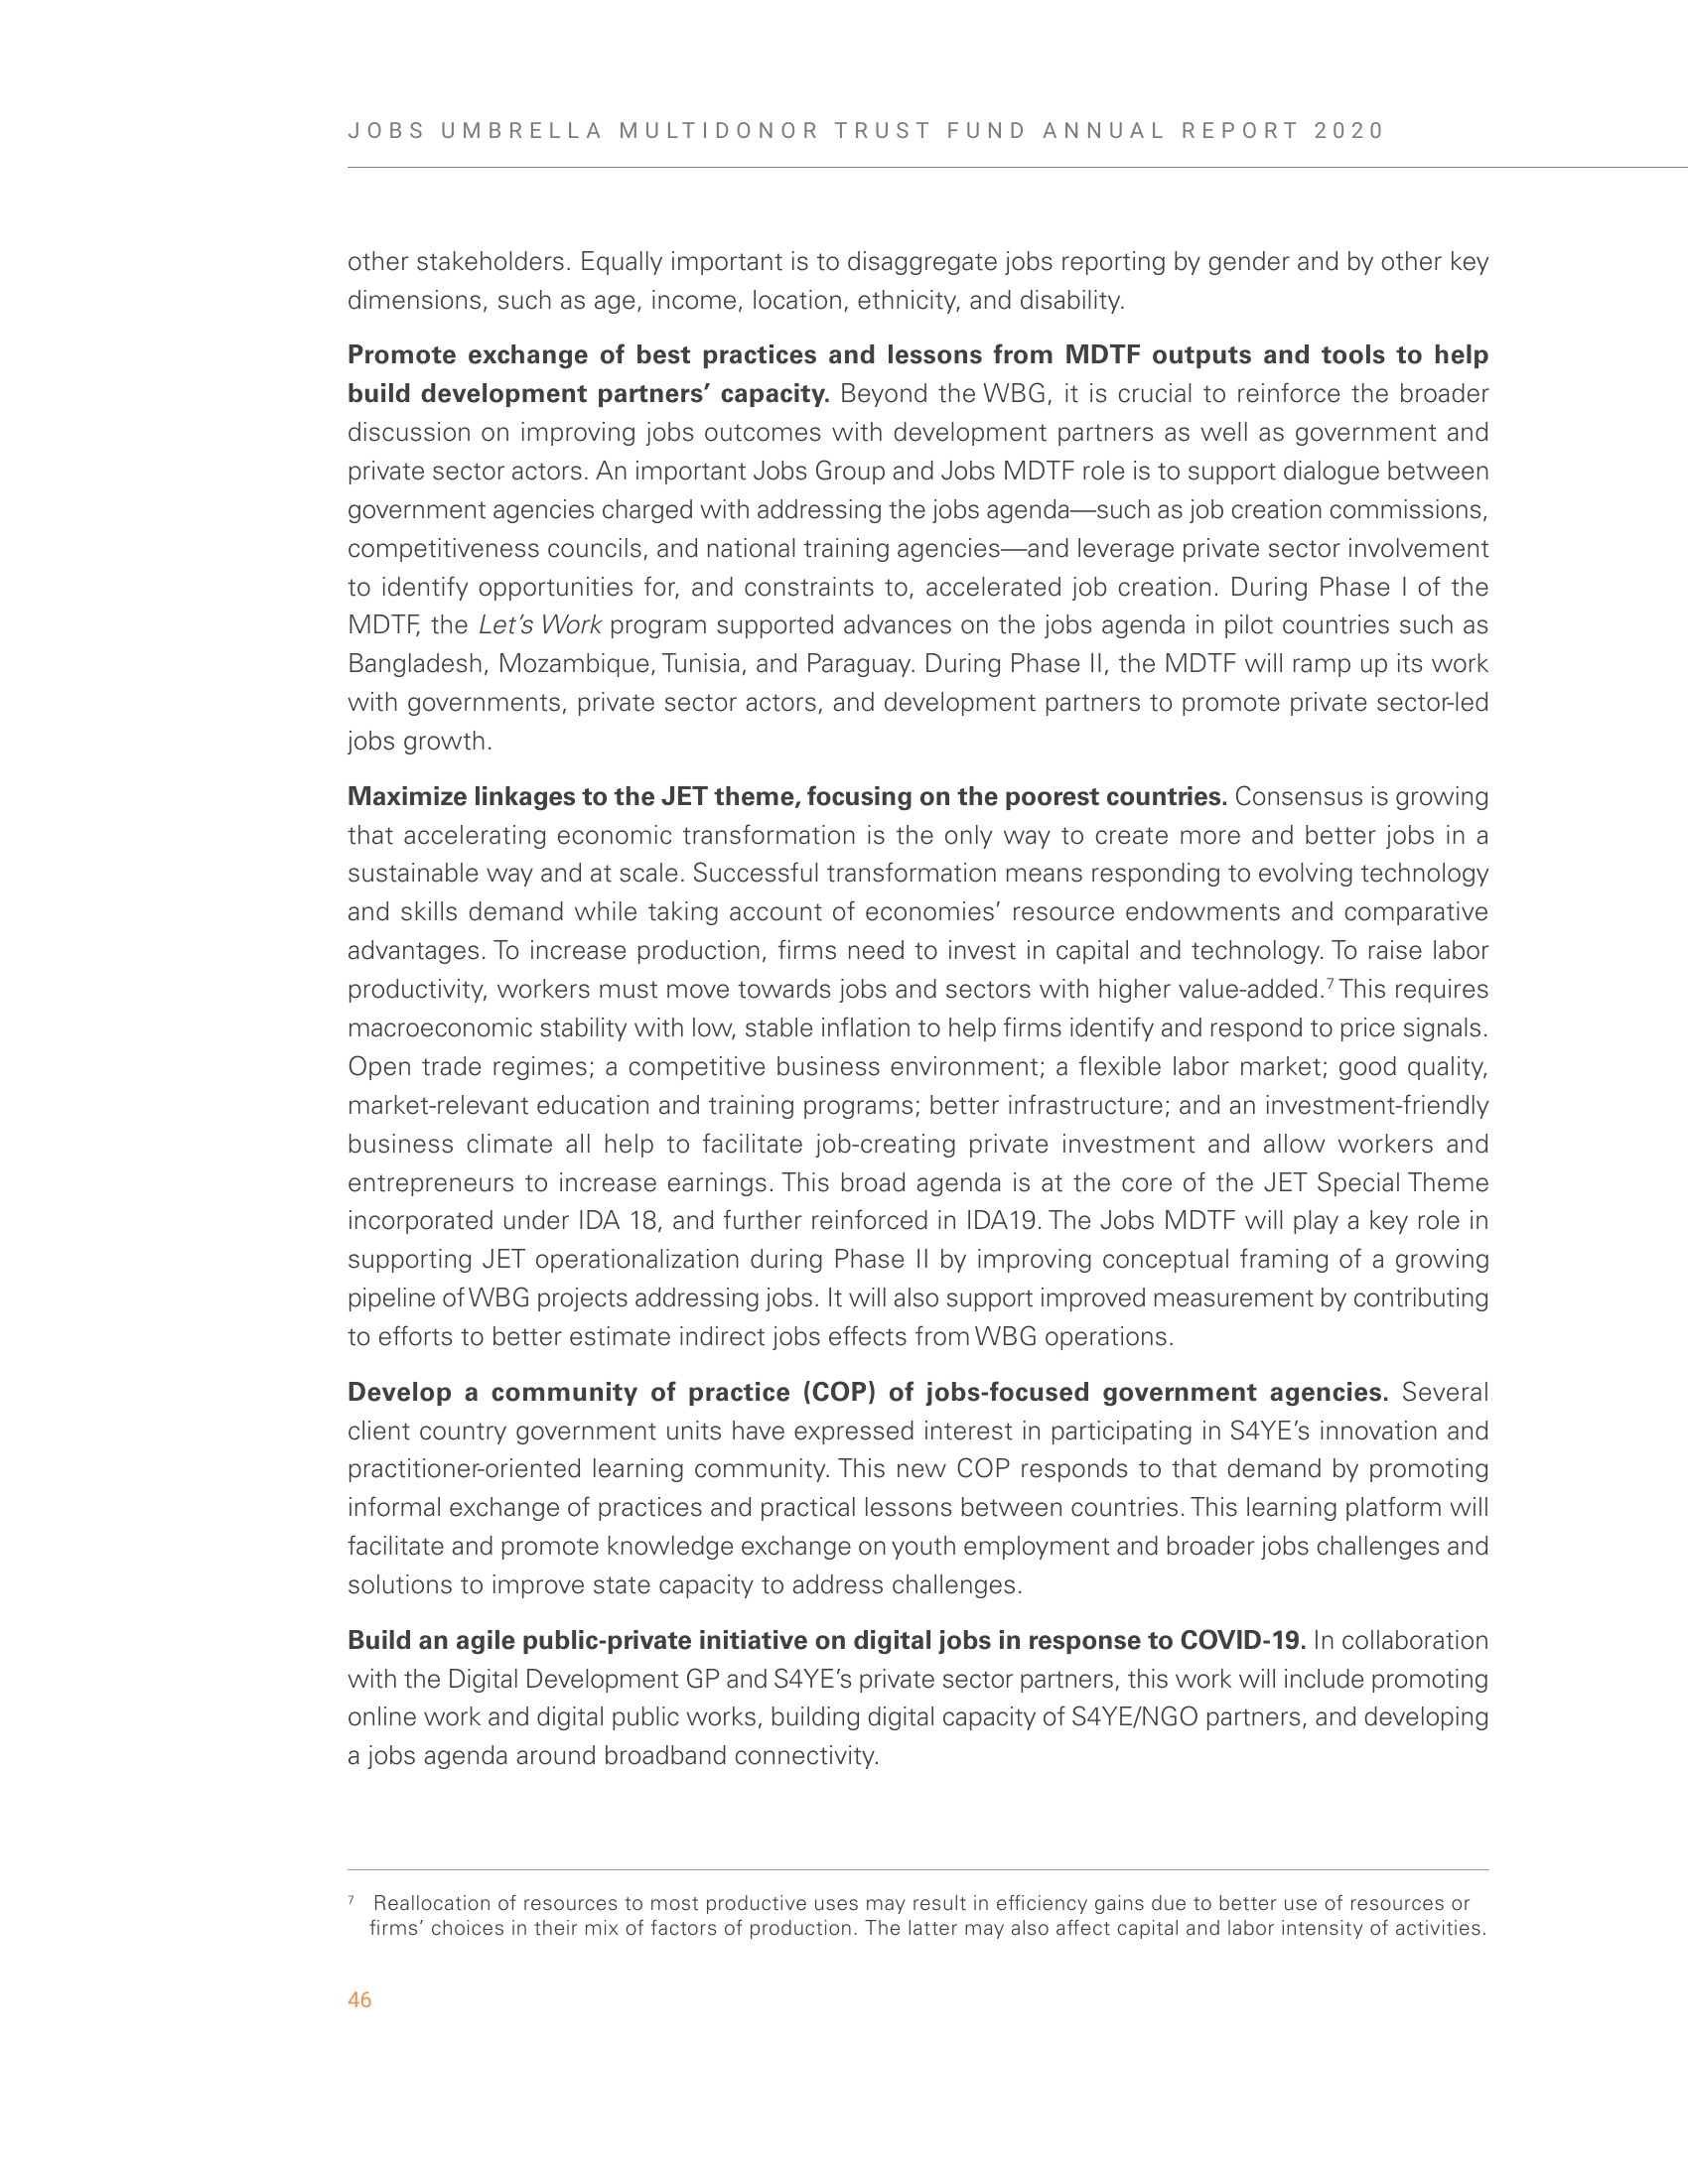 JOBS UMBRELLA MULTIDONOR TRUST FUND ANNUAL REPORT 2020
other stakeholders. Equally important is to disaggregate jobs reporting by gender and by other key
dimensions, such as age, income, location, ethnicity, and disability.
Promote exchange of best practices and lessons from MDTF outputs and tools to help
build development partners’ capacity. Beyond the WBG, it is crucial to reinforce the broader
discussion on improving jobs outcomes with development partners as well as government and
private sector actors. An important Jobs Group and Jobs MDTF role is to support dialogue between
government agencies charged with addressing the jobs agenda—such as job creation commissions,
competitiveness councils, and national training agencies—and leverage private sector involvement
to identify opportunities for, and constraints to, accelerated job creation. During Phase I of the
MDTF, the Let’s Work program supported advances on the jobs agenda in pilot countries such as
Bangladesh, Mozambique, Tunisia, and Paraguay. During Phase II, the MDTF will ramp up its work
with governments, private sector actors, and development partners to promote private sector-led
jobs growth.
Maximize linkages to the JET theme, focusing on the poorest countries. Consensus is growing
that accelerating economic transformation is the only way to create more and better jobs in a
sustainable way and at scale. Successful transformation means responding to evolving technology
and skills demand while taking account of economies’ resource endowments and comparative
advantages. To increase production, firms need to invest in capital and technology. To raise labor
productivity, workers must move towards jobs and sectors with higher value-added.7 This requires
macroeconomic stability with low, stable inflation to help firms identify and respond to price signals.
Open trade regimes; a competitive business environment; a flexible labor market; good quality,
market-relevant education and training programs; better infrastructure; and an investment-friendly
business climate all help to facilitate job-creating private investment and allow workers and
entrepreneurs to increase earnings. This broad agenda is at the core of the JET Special Theme
incorporated under IDA 18, and further reinforced in IDA19. The Jobs MDTF will play a key role in
supporting JET operationalization during Phase II by improving conceptual framing of a growing
pipeline of WBG projects addressing jobs. It will also support improved measurement by contributing
to efforts to better estimate indirect jobs effects from WBG operations.
Develop a community of practice (COP) of jobs-focused government agencies. Several
client country government units have expressed interest in participating in S4YE’s innovation and
practitioner-oriented learning community. This new COP responds to that demand by promoting
informal exchange of practices and practical lessons between countries. This learning platform will
facilitate and promote knowledge exchange on youth employment and broader jobs challenges and
solutions to improve state capacity to address challenges.
Build an agile public-private initiative on digital jobs in response to COVID-19. In collaboration
with the Digital Development GP and S4YE’s private sector partners, this work will include promoting
online work and digital public works, building digital capacity of S4YE/NGO partners, and developing
a jobs agenda around broadband connectivity.
7 Reallocation of resources to most productive uses may result in efficiency gains due to better use of resources or
firms’ choices in their mix of factors of production. The latter may also affect capital and labor intensity of activities.
46